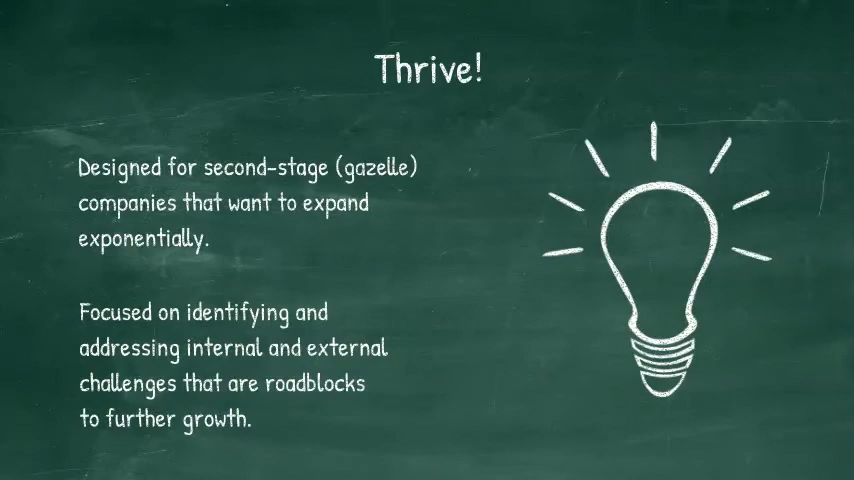 Thrive!
Designed for second-stage (gazelle)
companies that want to expand
exponentially.
Focused on identifying and
addressing internal and external
challenges that are roadblocks
to further growth.